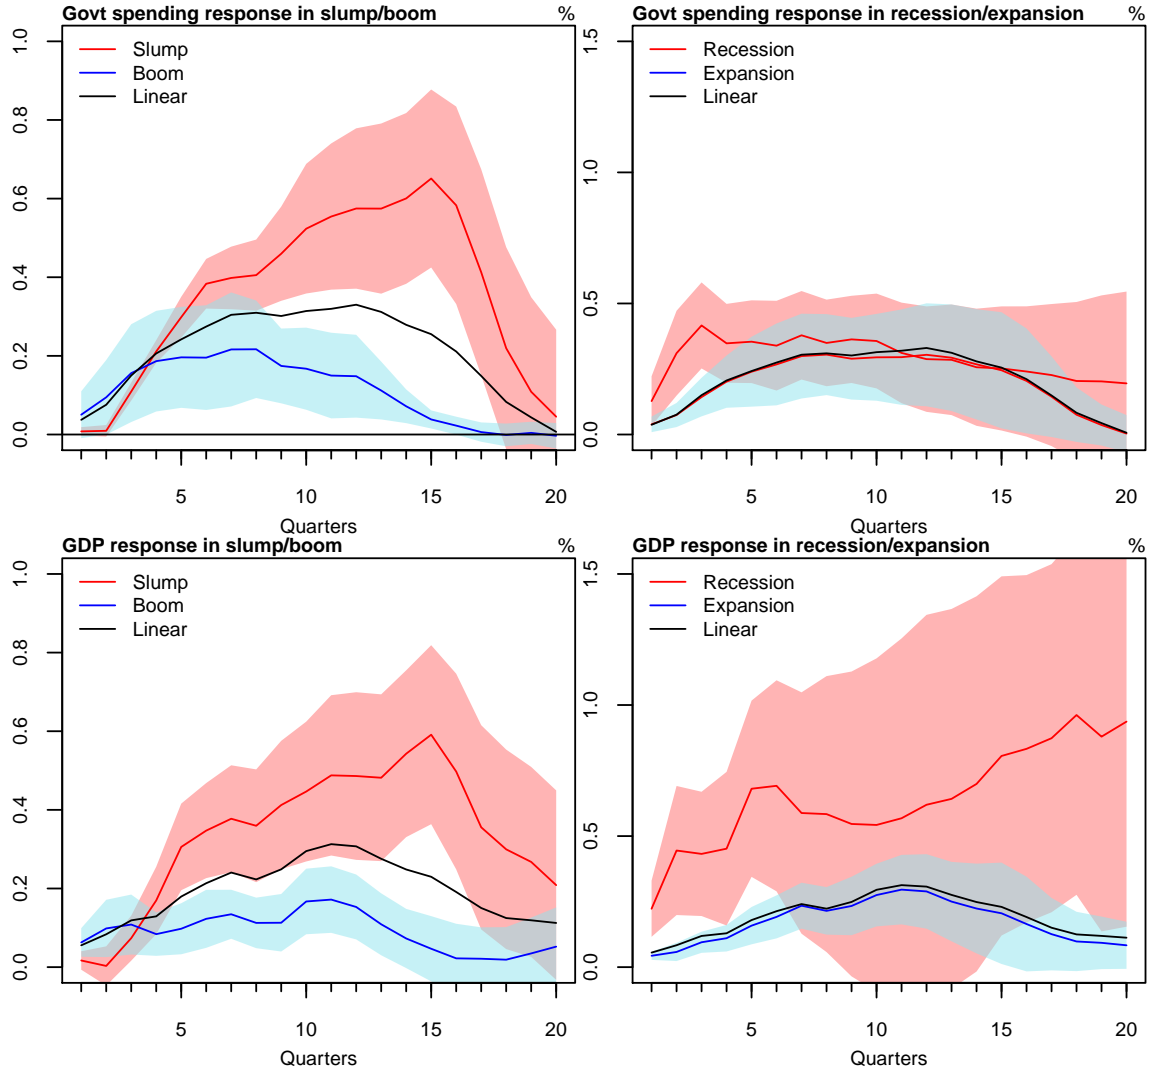 Govt spending response in slump/boom %
Slump
Boom
Linear
1.0
0.8
0.6
0.4
0.2
0.0
5 10 15 20
Quarters
Govt spending response in recession/expansion %
Recession
Expansion
Linear
1.5
1.0
0.5
0.0
5 10 15 20
Quarters
GDP response in slump/boom %
Slump
Boom
Linear
1.0
0.8
0.6
0.4
0.2
0.0
5 10 15 20
Quarters
GDP response in recession/expansion %
Recession
Expansion
Linear
1.5
1.0
0.5
0.0
5 10 15 20
Quarters